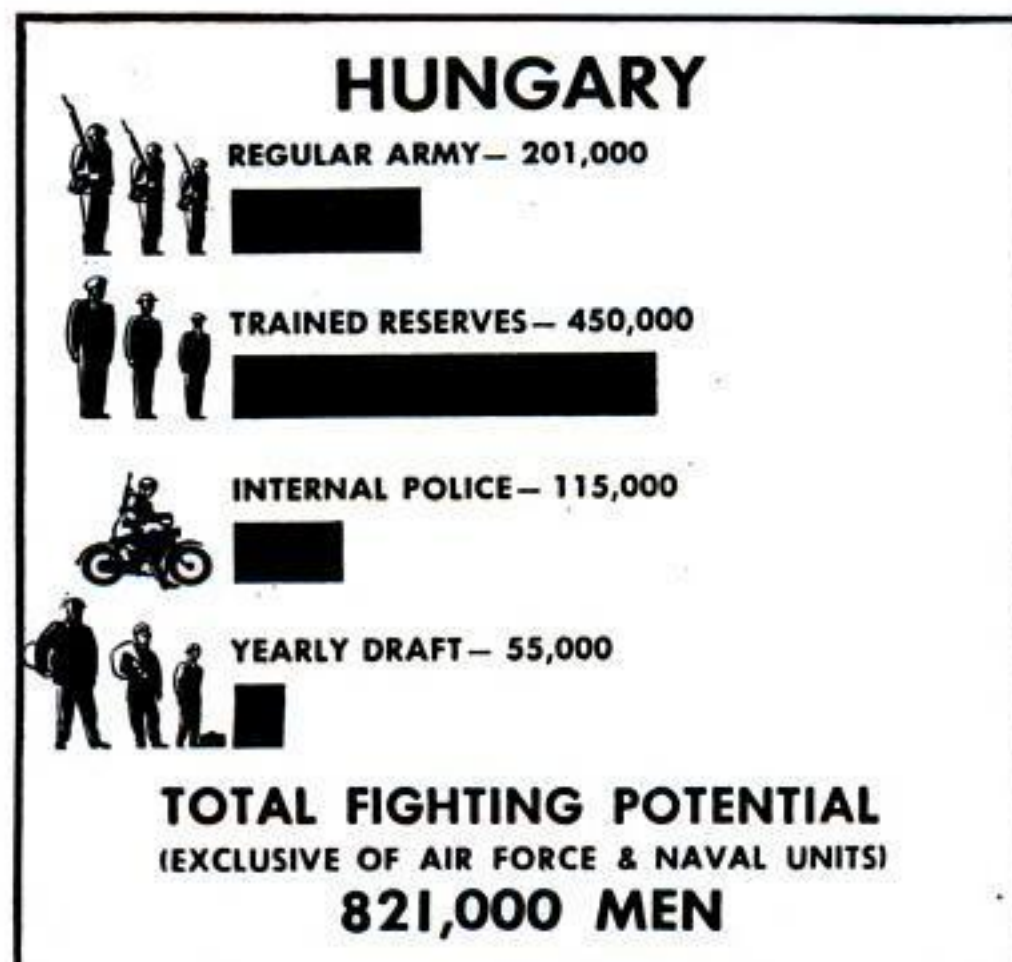 HUNGARY
REGULAR ARMY— 201,000
TRAINED RESERVES— 450,000
INTERNAL POLICE— 115,000
YEARLY DRAFT— 55,000
TOTAL FIGHTING POTENTIAL
(EXCLUSIVE OF AIR FORCE & NAVAL UNITS)
821,000 MEN